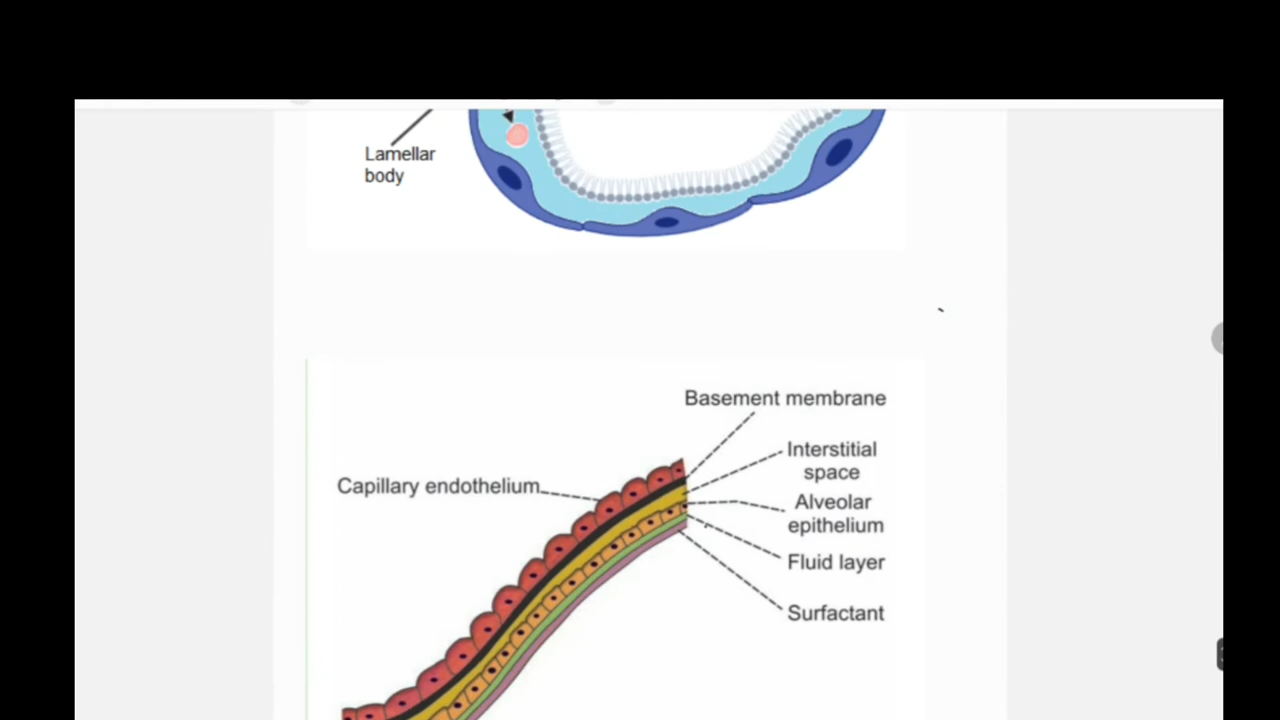 Lamellar
body
Basement membrane
Interstitial
space
Capillary endothelium
Alveolar
epithelium
Fluid layer
Surfactant